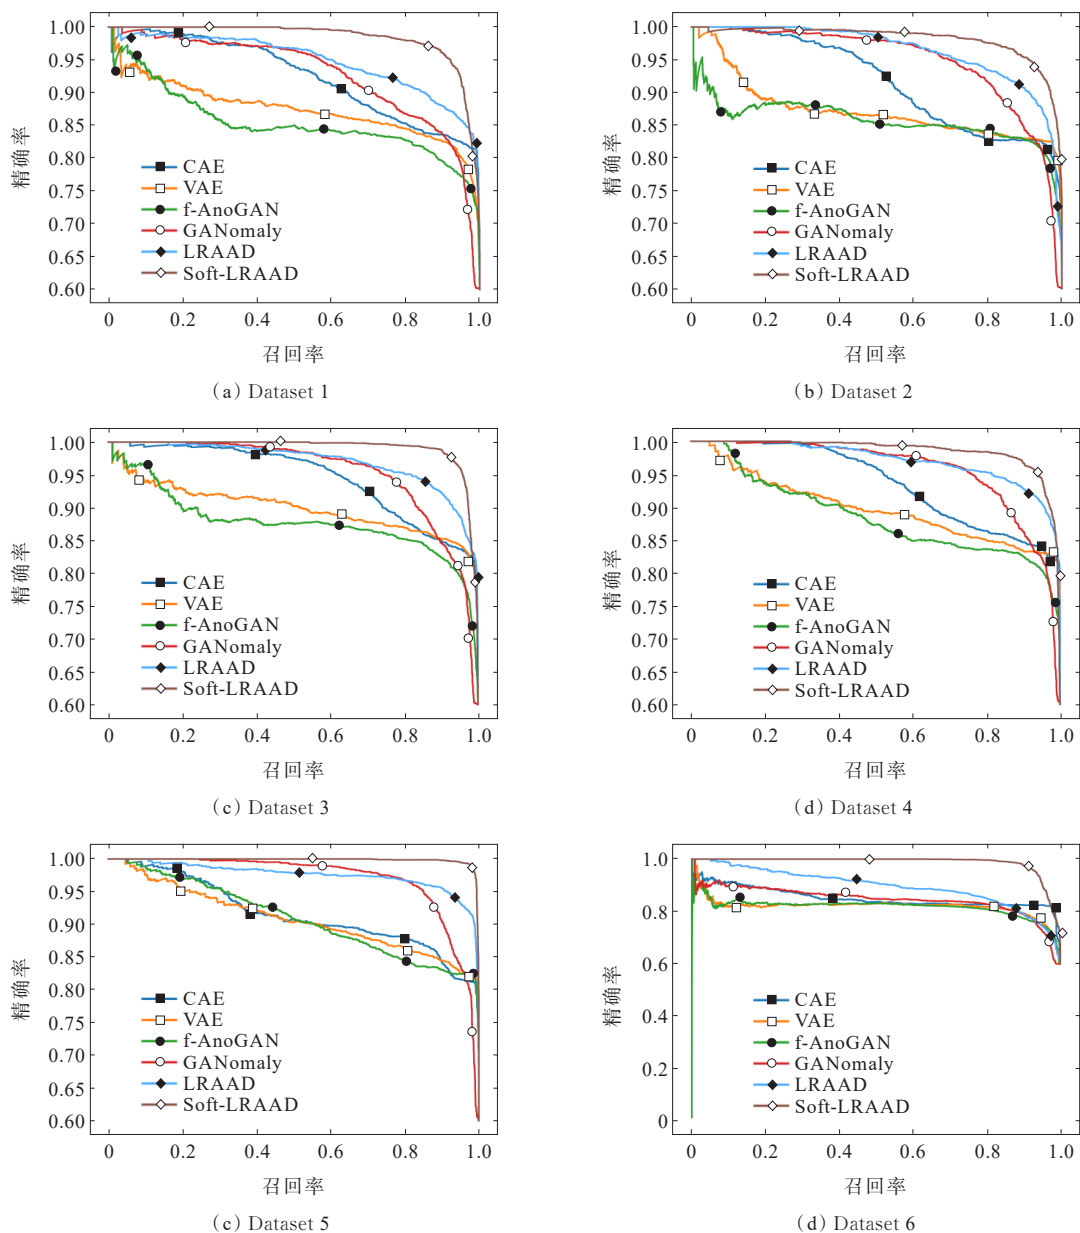 1.00
0.95
0.90
0.85
0.80
0.75
0.70
0.65
0.60
精确率
CAE
VAE
f-AnoGAN
GANomaly
LRAAD
Soft-LRAAD
0 0.2 0.4 0.6 0.8 1.0
召回率
(a) Dataset 1
1.00
0.95
0.90
0.85
0.80
0.75
0.70
0.65
0.60
精确率
CAE
VAE
f-AnoGAN
GANomaly
LRAAD
Soft-LRAAD
0 0.2 0.4 0.6 0.8 1.0
召回率
(b) Dataset 2
1.00
0.95
0.90
0.85
0.80
0.75
0.70
0.65
0.60
精确率
CAE
VAE
f-AnoGAN
GANomaly
LRAAD
Soft-LRAAD
0 0.2 0.4 0.6 0.8 1.0
召回率
(c) Dataset 3
1.00
0.95
0.90
0.85
0.80
0.75
0.70
0.65
0.60
精确率
CAE
VAE
f-AnoGAN
GANomaly
LRAAD
Soft-LRAAD
0 0.2 0.4 0.6 0.8 1.0
召回率
(d) Dataset 4
1.00
0.95
0.90
0.85
0.80
0.75
0.70
0.65
0.60
精确率
CAE
VAE
f-AnoGAN
GANomaly
LRAAD
Soft-LRAAD
0 0.2 0.4 0.6 0.8 1.0
召回率
(c) Dataset 5
1.0
0.8
0.6
0.4
0.2
0
精确率
CAE
VAE
f-AnoGAN
GANomaly
LRAAD
Soft-LRAAD
0 0.2 0.4 0.6 0.8 1.0
召回率
(d) Dataset 6